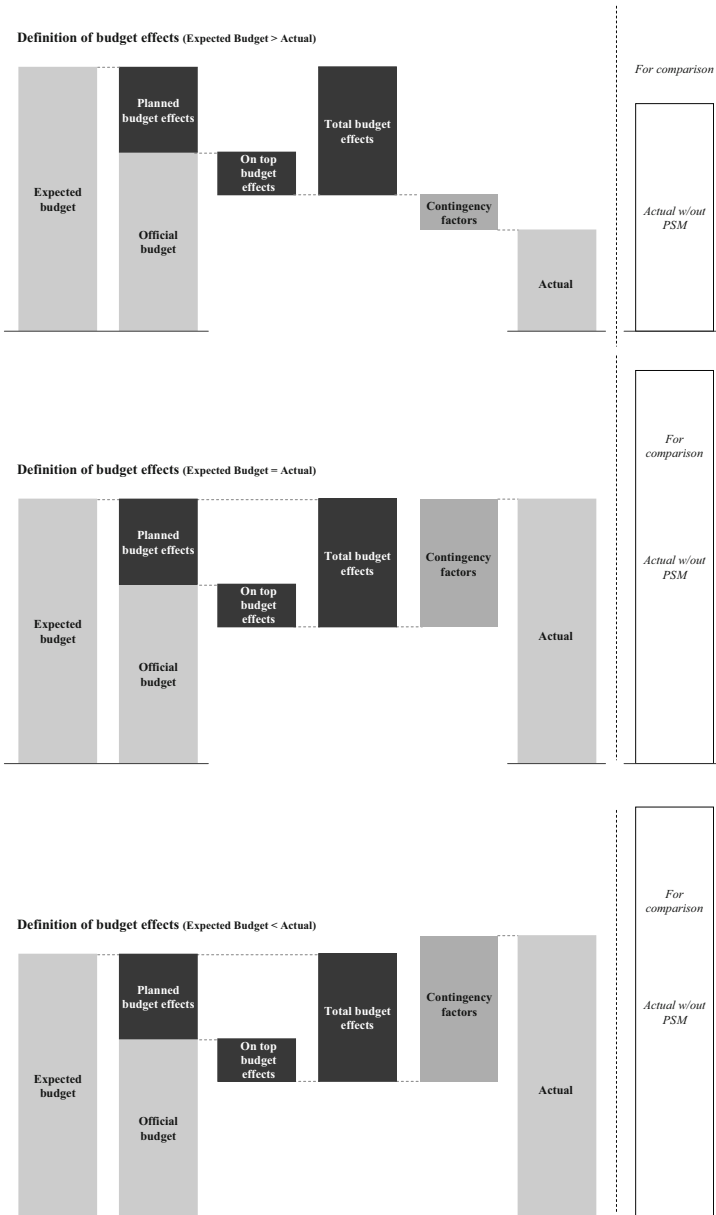 Definition of budget effects (Expected Budget > Actual)
For comparison
Planned
budget effects
Total budget
effects
On top
budget
effects
Expected
budget
Contingency
factors
Actual w/out
PSM
Official
budget
Actual
For
comparison
Definition of budget effects (Expected Budget = Actual)
Planned
budget effects
Total budget
effects
Contingency
factors
Actual w/out
PSM
On top
budget
effects
Expected
budget
Actual
Official
budget
For
comparison
Definition of budget effects (Expected Budget < Actual)
Planned
budget effects
Contingency
factors
Total budget
effects
Actual w/out
PSM
On top
budget
effects
Expected
budget
Actual
Official
budget